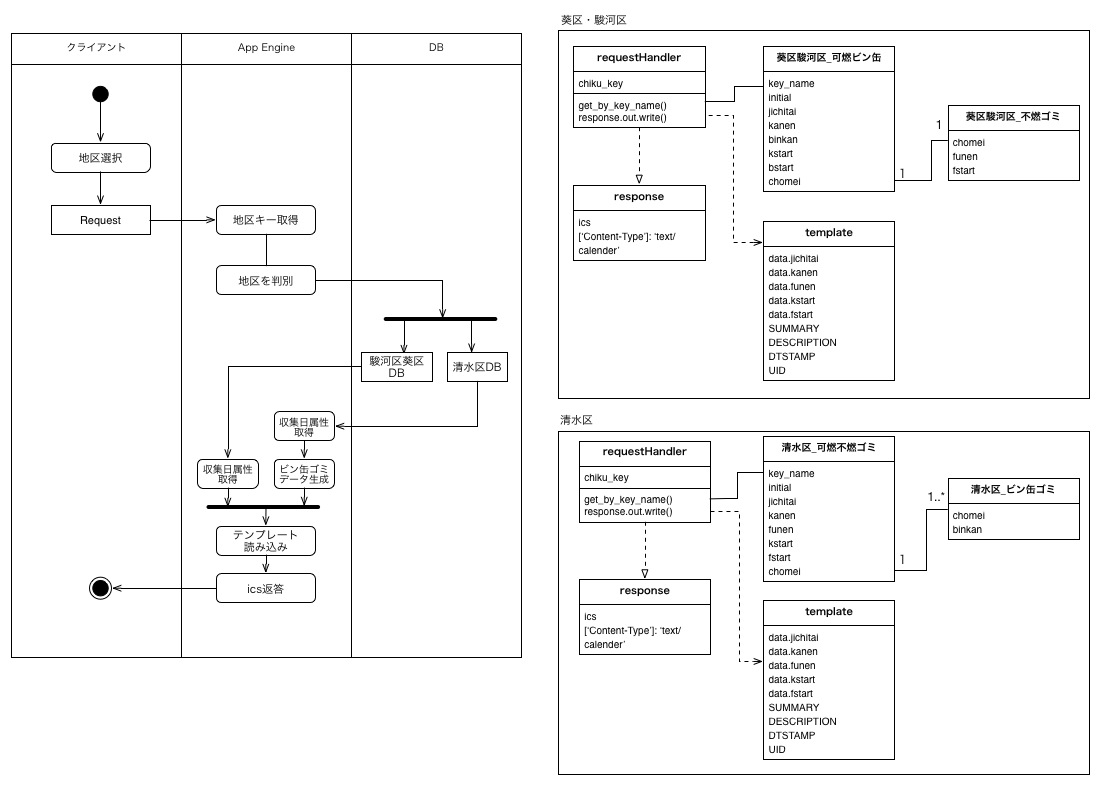 クライアント
App Engine
DB
地区選択
Request
地区キー取得
地区を判別
駿河区葵区
DB
清水区DB
収集日属性
取得
収集日属性
取得
ビン缶ゴミ
データ生成
テンプレート
読み込み
ics返答
葵区・駿河区
requestHandler
chiku_key
get_by_key_name()
response.out.write()
response
ics
['Content-Type']: 'text/
calender'
葵区駿河区_可燃ビン缶
key_name
initial
jichitai
kanen
binkan
kstart
bstart
chomei
1
1
葵区駿河区_不燃ゴミ
chomei
funen
fstart
template
data.jichitai
data.kanen
data.funen
data.kstart
data.fstart
SUMMARY
DESCRIPTION
DTSTAMP
UID
清水区
requestHandler
chiku_key
get_by_key_name()
response.out.write()
response
ics
['Content-Type']: 'text/
calender'
清水区_可燃不燃ゴミ
key_name
initial
jichitai
kanen
funen
kstart
fstart
chomei
1
1..*
清水区_ビン缶ゴミ
chomei
binkan
template
data.jichitai
data.kanen
data.funen
data.kstart
data.fstart
SUMMARY
DESCRIPTION
DTSTAMP
UID